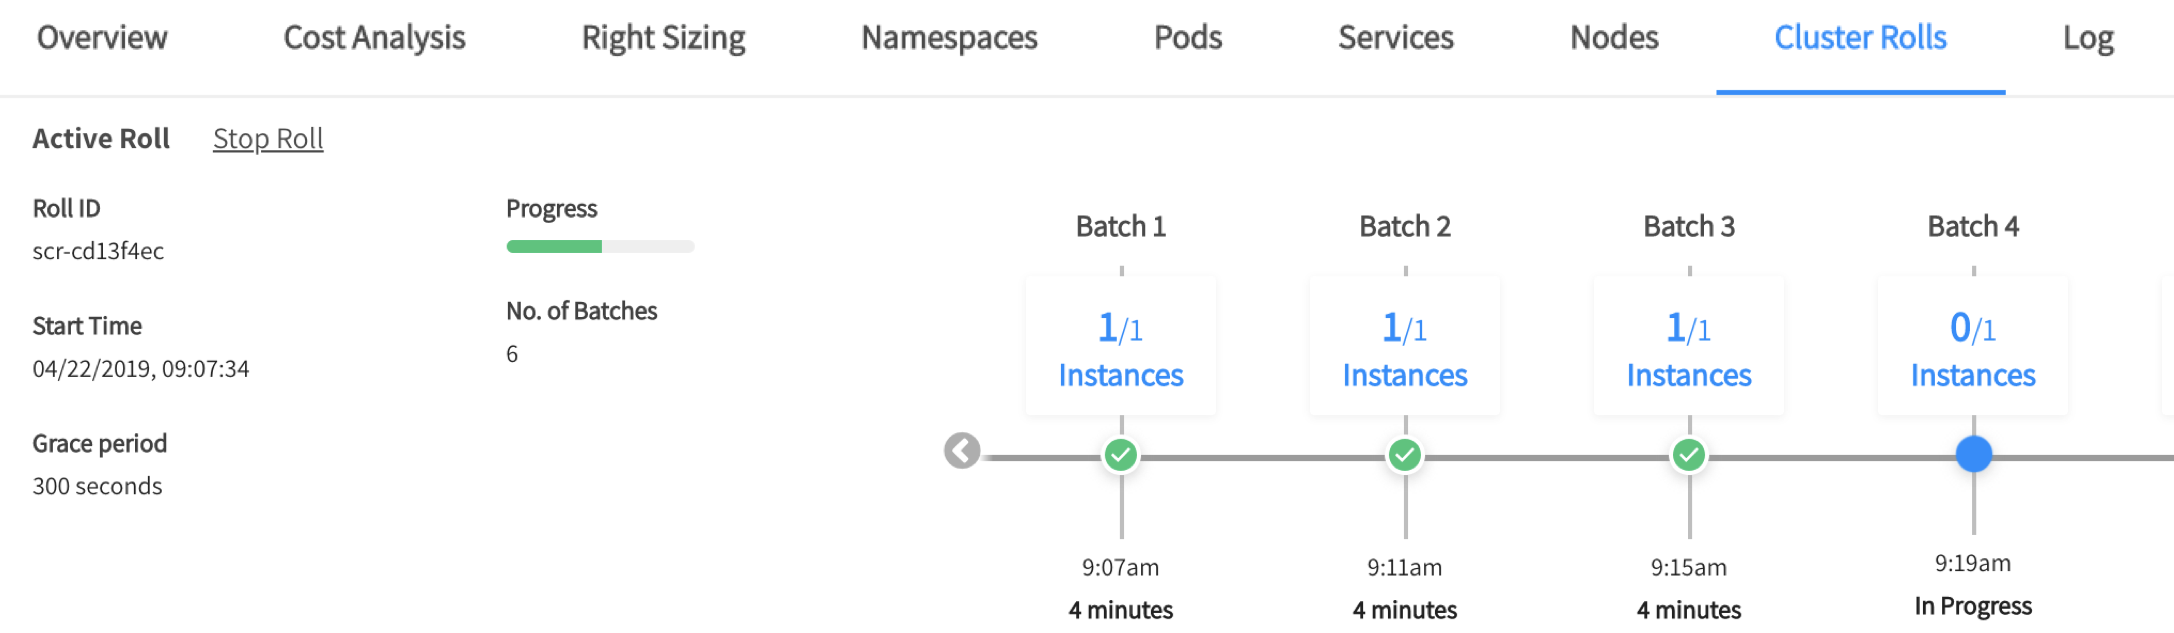 Overview Cost Analysis Right Sizing Namespaces Pods Services Nodes Cluster Rolls Log
Active Roll Stop Roll
Roll ID
scr-cd13f4ec
Start Time
04/22/2019, 09:07:34
Grace period
300 seconds
Progress
No. of Batches
6
Batch 1
1/1
Instances
9:07am
4 minutes
Batch 2
1/1
Instances
9:11am
4 minutes
Batch 3
1/1
Instances
9:15am
4 minutes
Batch 4
0/1
Instances
9:19am
In Progress